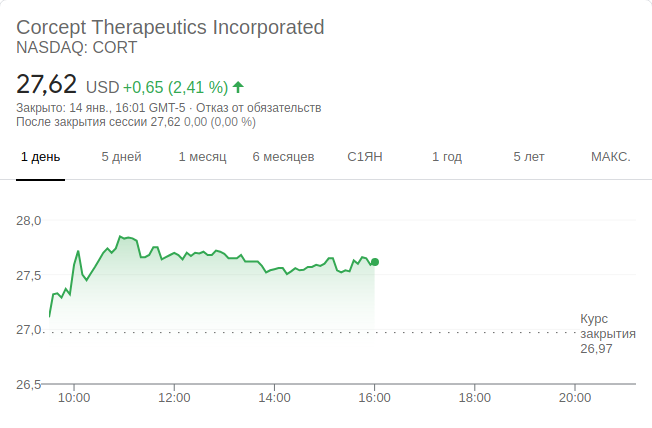 Corcept Therapeutics Incorporated
NASDAQ: CORT
27,62 USD +0,65 (2,41 %)
Закрыто: 14 янв., 16:01 GMT-5 · Отказ от обязательств
После закрытия сессии 27,62 0,00 (0,00 %)
1 день 5 дней 1 месяц 6 месяцев С1ЯН 1 год 5 лет МАКС.
28,0
27,5
27,0
Курс
закрытия
26,97
26,5
10:00 12:00 14:00 16:00 18:00 20:00